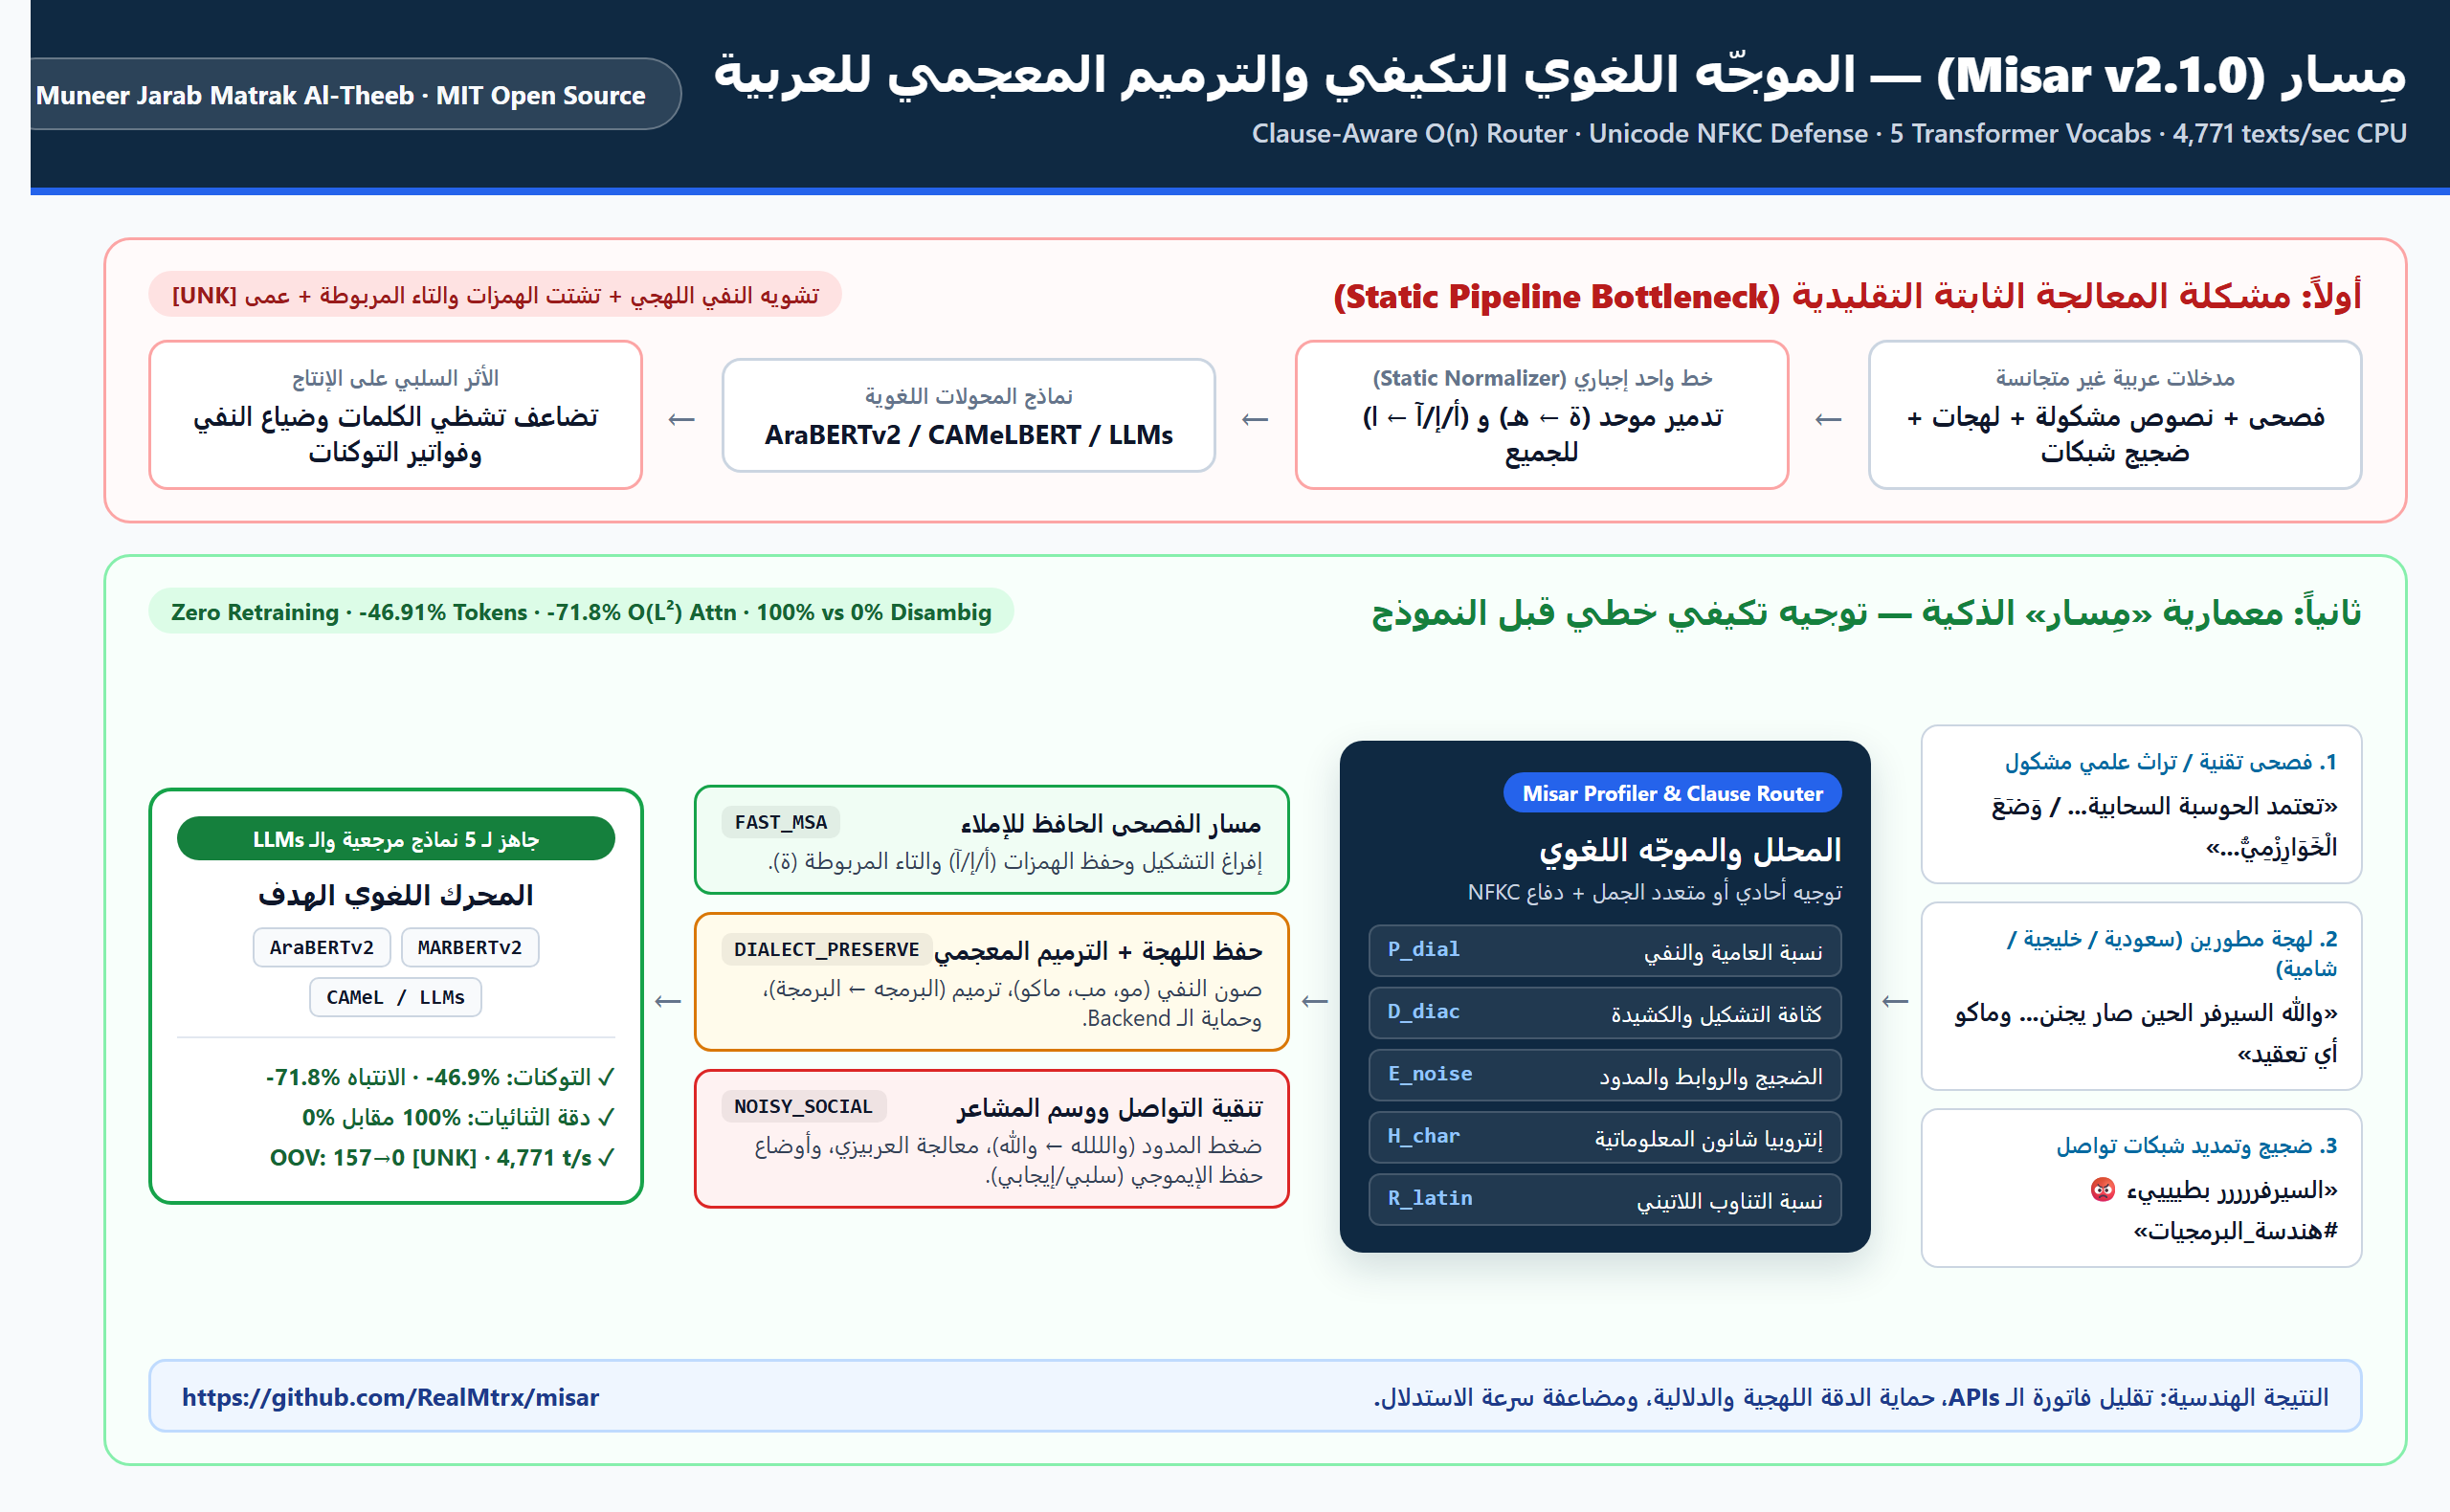 مِسار (Misar v2.1.0) — الموجّه اللغوي التكيفي والترميم المعجمي للعربية
Clause-Aware O(n) Router · Unicode NFKC Defense · 5 Transformer Vocabs · 4,771 texts/sec CPU
Muneer Jarab Matrak Al-Theeb · MIT Open Source
أولاً: مشكلة المعالجة الثابتة التقليدية (Static Pipeline Bottleneck)
تشويه النفي اللهجي + تشتت الهمزات والتاء المربوطة + عمى [UNK]
مدخلات عربية غير متجانسة
فصحى + نصوص مشكولة + لهجات +
ضجيج شبكات
←
خط واحد إجباري (Static Normalizer)
تدمير موحد (ة ← هـ) و (أ/إ/آ ← ا)
للجميع
←
نماذج المحولات اللغوية
AraBERTv2 / CAMeLBERT / LLMs
←
الأثر السلبي على الإنتاج
تضاعف تشظي الكلمات وضياع النفي
وفواتير التوكنات
ثانياً: معمارية «مِسار» الذكية — توجيه تكيفي خطي قبل النموذج
Zero Retraining · -46.91% Tokens · -71.8% O(L²) Attn · 100% vs 0% Disambig
1. فصحى تقنية / تراث علمي مشكول
«تعتمد الحوسبة السحابية... / وَضَعَ
الْخَوَارِزْمِيُّ...»
2. لهجة مطورين (سعودية / خليجية /
شامية)
«والله السيرفر الحين صار يجنن... وماكو
أي تعقيد»
3. ضجيج وتمديد شبكات تواصل
«السيرفررررر بطيييييء 😡
#هندسة_البرمجيات»
←
Misar Profiler & Clause Router
المحلل والموجّه اللغوي
توجيه أحادي أو متعدد الجمل + دفاع NFKC
نسبة العامية والنفي P_dial
كثافة التشكيل والكشيدة D_diac
الضجيج والروابط والمدود E_noise
إنتروبيا شانون المعلوماتية H_char
نسبة التناوب اللاتيني R_latin
←
مسار الفصحى الحافظ للإملاء FAST_MSA
إفراغ التشكيل وحفظ الهمزات (أ/إ/آ) والتاء المربوطة (ة).
حفظ اللهجة + الترميم المعجمي DIALECT_PRESERVE
صون النفي (مو، مب، ماكو)، ترميم (البرمجه ← البرمجة)،
وحماية الـ Backend.
تنقية التواصل ووسم المشاعر NOISY_SOCIAL
ضغط المدود (واللللہ ← والله)، معالجة العربيزي، وأوضاع
حفظ الإيموجي (سلبي/إيجابي).
←
جاهز لـ 5 نماذج مرجعية والـ LLMs
المحرك اللغوي الهدف
MARBERTv2 AraBERTv2
CAMeL / LLMs
✓ التوكنات: 46.9%- · الانتباه 71.8%-
✓ دقة الثنائيات: 100% مقابل 0%
✓ OOV: 157→0 [UNK] · 4,771 t/s
النتيجة الهندسية: تقليل فاتورة الـ APIs، حماية الدقة اللهجية والدلالية، ومضاعفة سرعة الاستدلال.
https://github.com/RealMtrx/misar